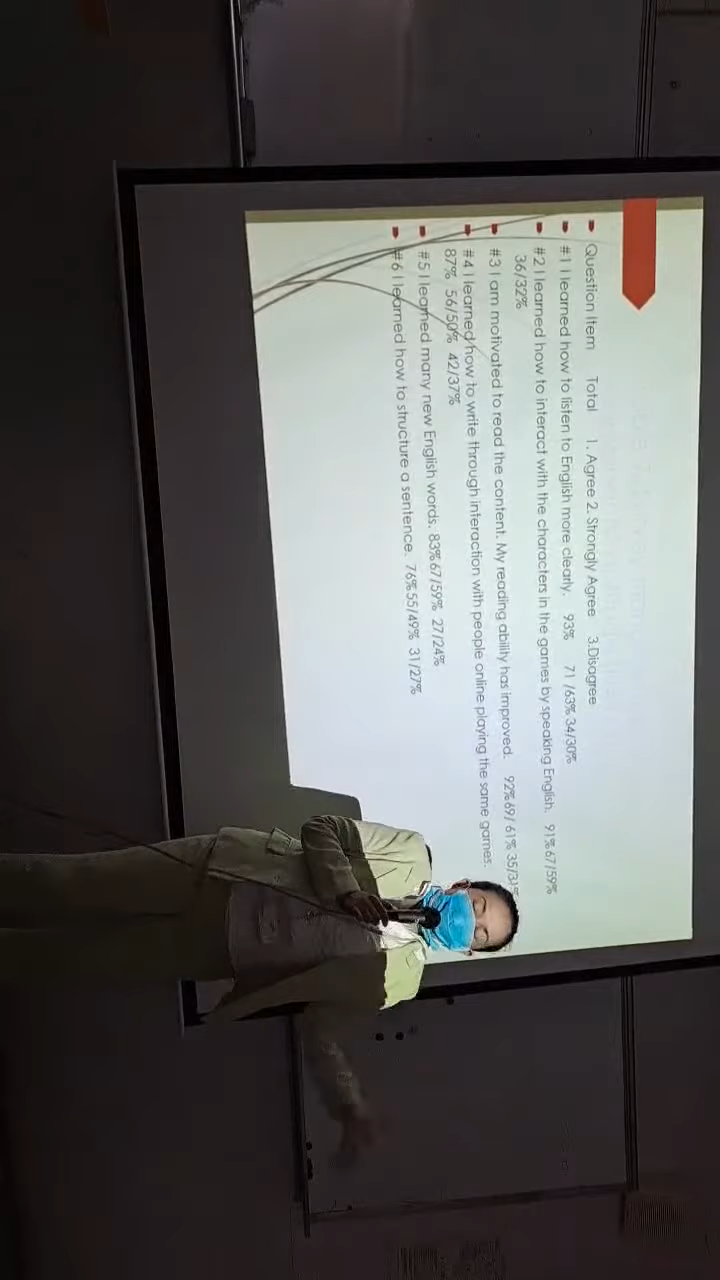 Question Item Total 1. Agree 2. Strongly Agree 3.Disagree
#1 I learned how to listen to English more clearly. 93% 71/63% 34/30%
#2 I learned how to interact with the characters in the games by speaking English. 91% 67/59%
36/32%
#3 I am motivated to read the content. My reading ability has improved. 92% 69/61% 35/31%
#4 I learned how to write through interaction with people online playing the same games.
87% 56/50% 42/37%
#5 I learned many new English words. 83% 67/59% 27/24%
#6 I learned how to structure a sentence. 76% 55/49% 31/27%